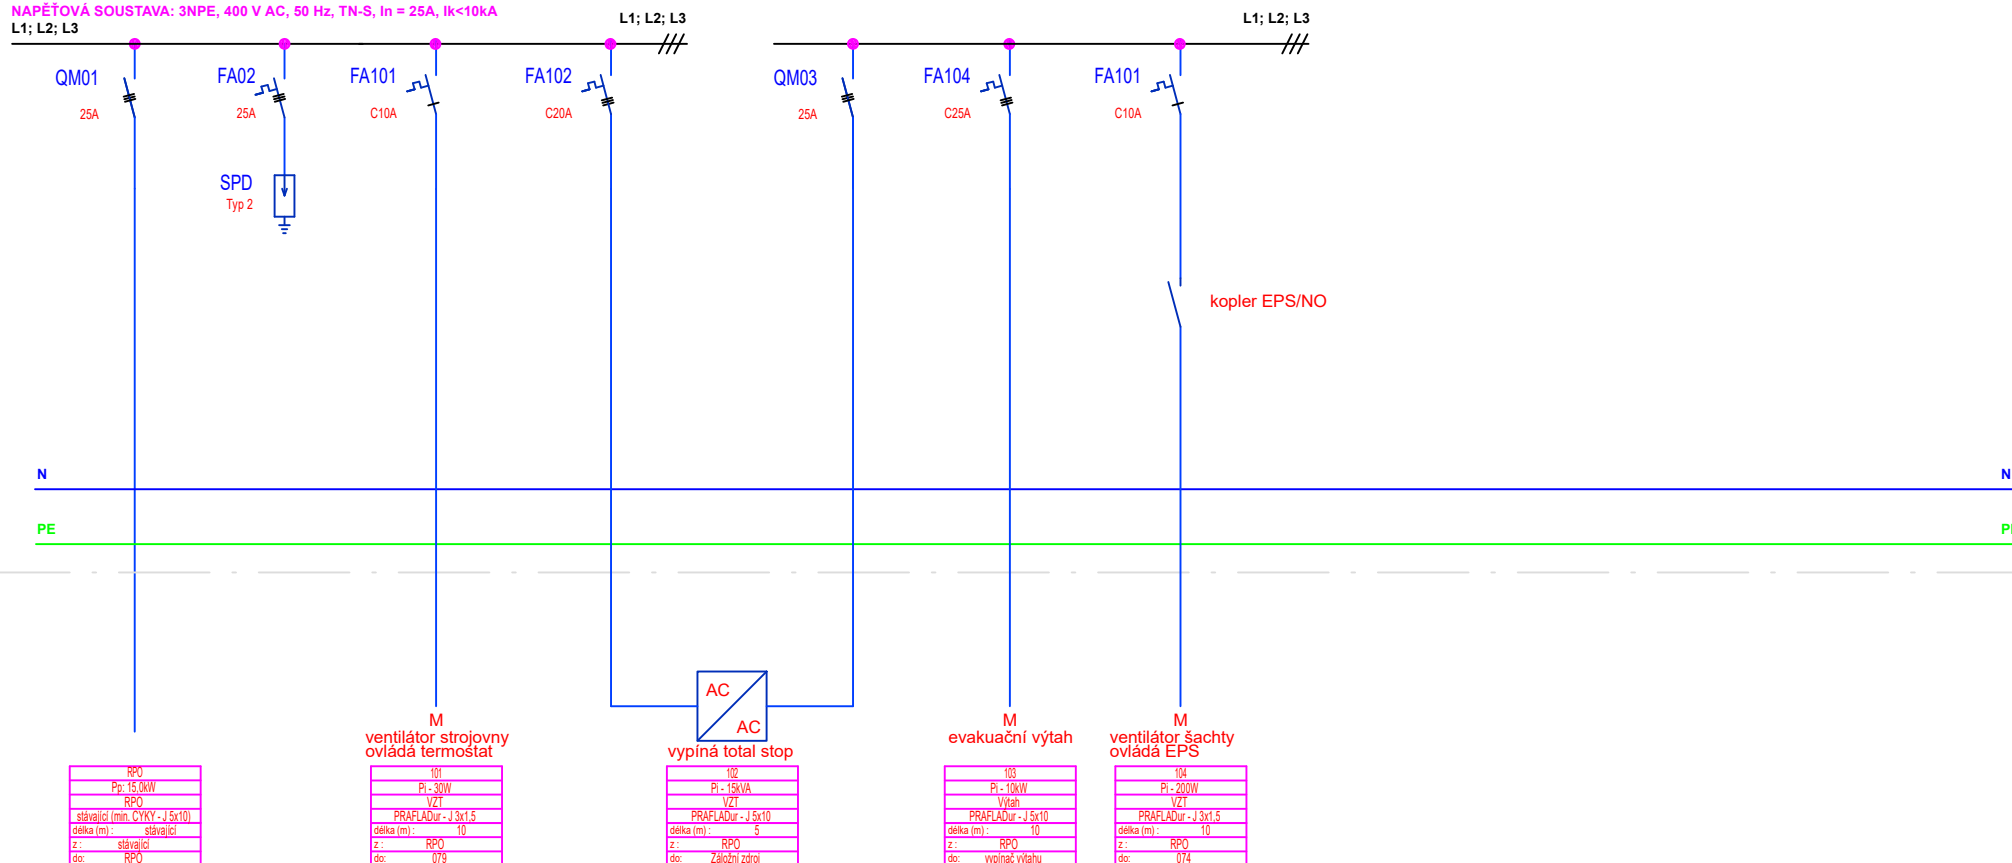 NAPĚŤOVÁ SOUSTAVA: 3NPE, 400 V AC, 50 Hz, TN-S, In = 25A, Ik<10kA
L1; L2; L3
L1; L2; L3
L1; L2; L3
QM01
25A
FA02
25A
SPD
Typ 2
FA101
C10A
FA102
C20A
QM03
25A
FA104
C25A
FA101
C10A
kopler EPS/NO
N
N
PE
AC
AC
M
ventilátor strojovny
ovládá termostat
vypíná total stop
M
evakuační výtah
M
ventilátor šachty
ovládá EPS
RPO
Pp: 15,0kW
RPO
stávající (min. CYKY - J 5x10)
délka (m) : stávající
z : stávající
do: RPO
101
Pi - 30W
VZT
PRAFLADur - J 3x1.5
délka (m) : 10
z : RPO
do: 079
102
Pi - 15kVA
VZT
PRAFLADur - J 5x10
délka (m) : 5
z : RPO
do: Záložní zdroj
103
Pi - 10kW
Výtah
PRAFLADur - J 5x10
délka (m) : 10
z : RPO
do: vypínač výtahu
104
Pi - 200W
VZT
PRAFLADur - J 3x1.5
délka (m) : 10
z : RPO
do: 074